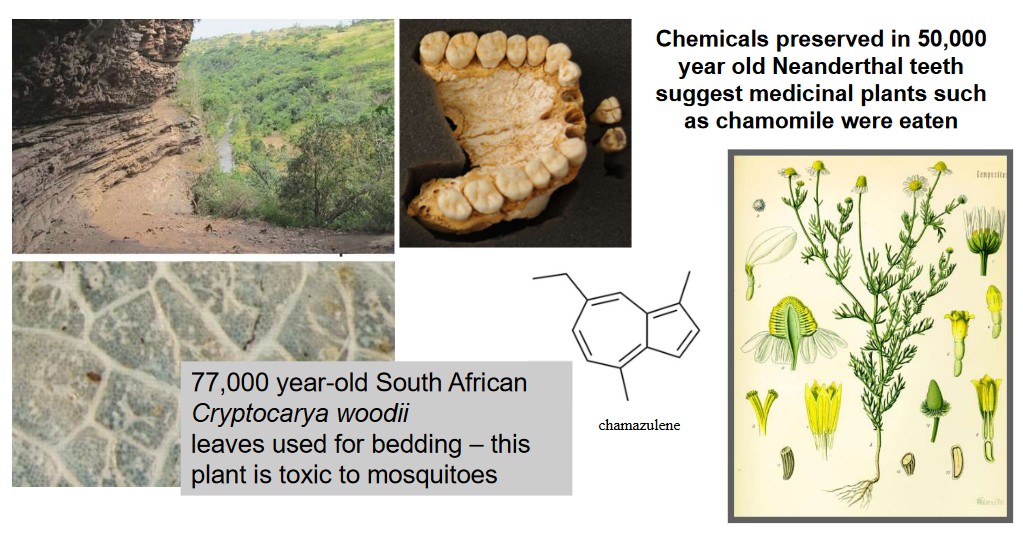 Chemicals preserved in 50,000
year old Neanderthal teeth
suggest medicinal plants such
as chamomile were eaten
77,000 year-old South African
Cryptocarya woodii
leaves used for bedding – this
plant is toxic to mosquitoes
chamazulene